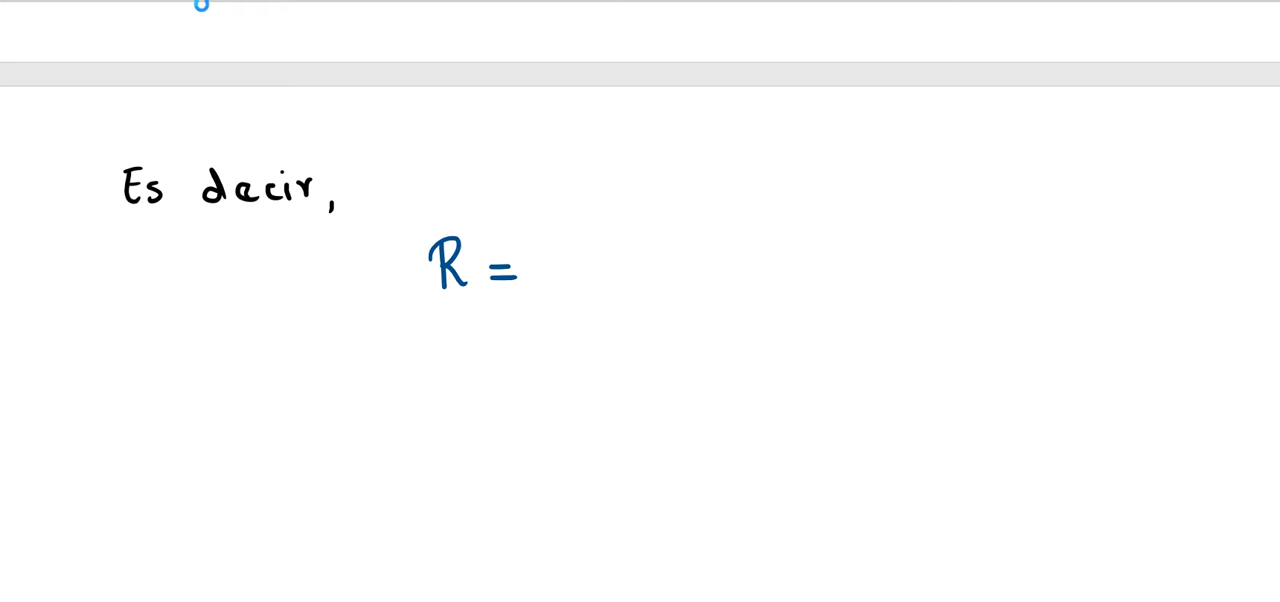 Es decir,
R =